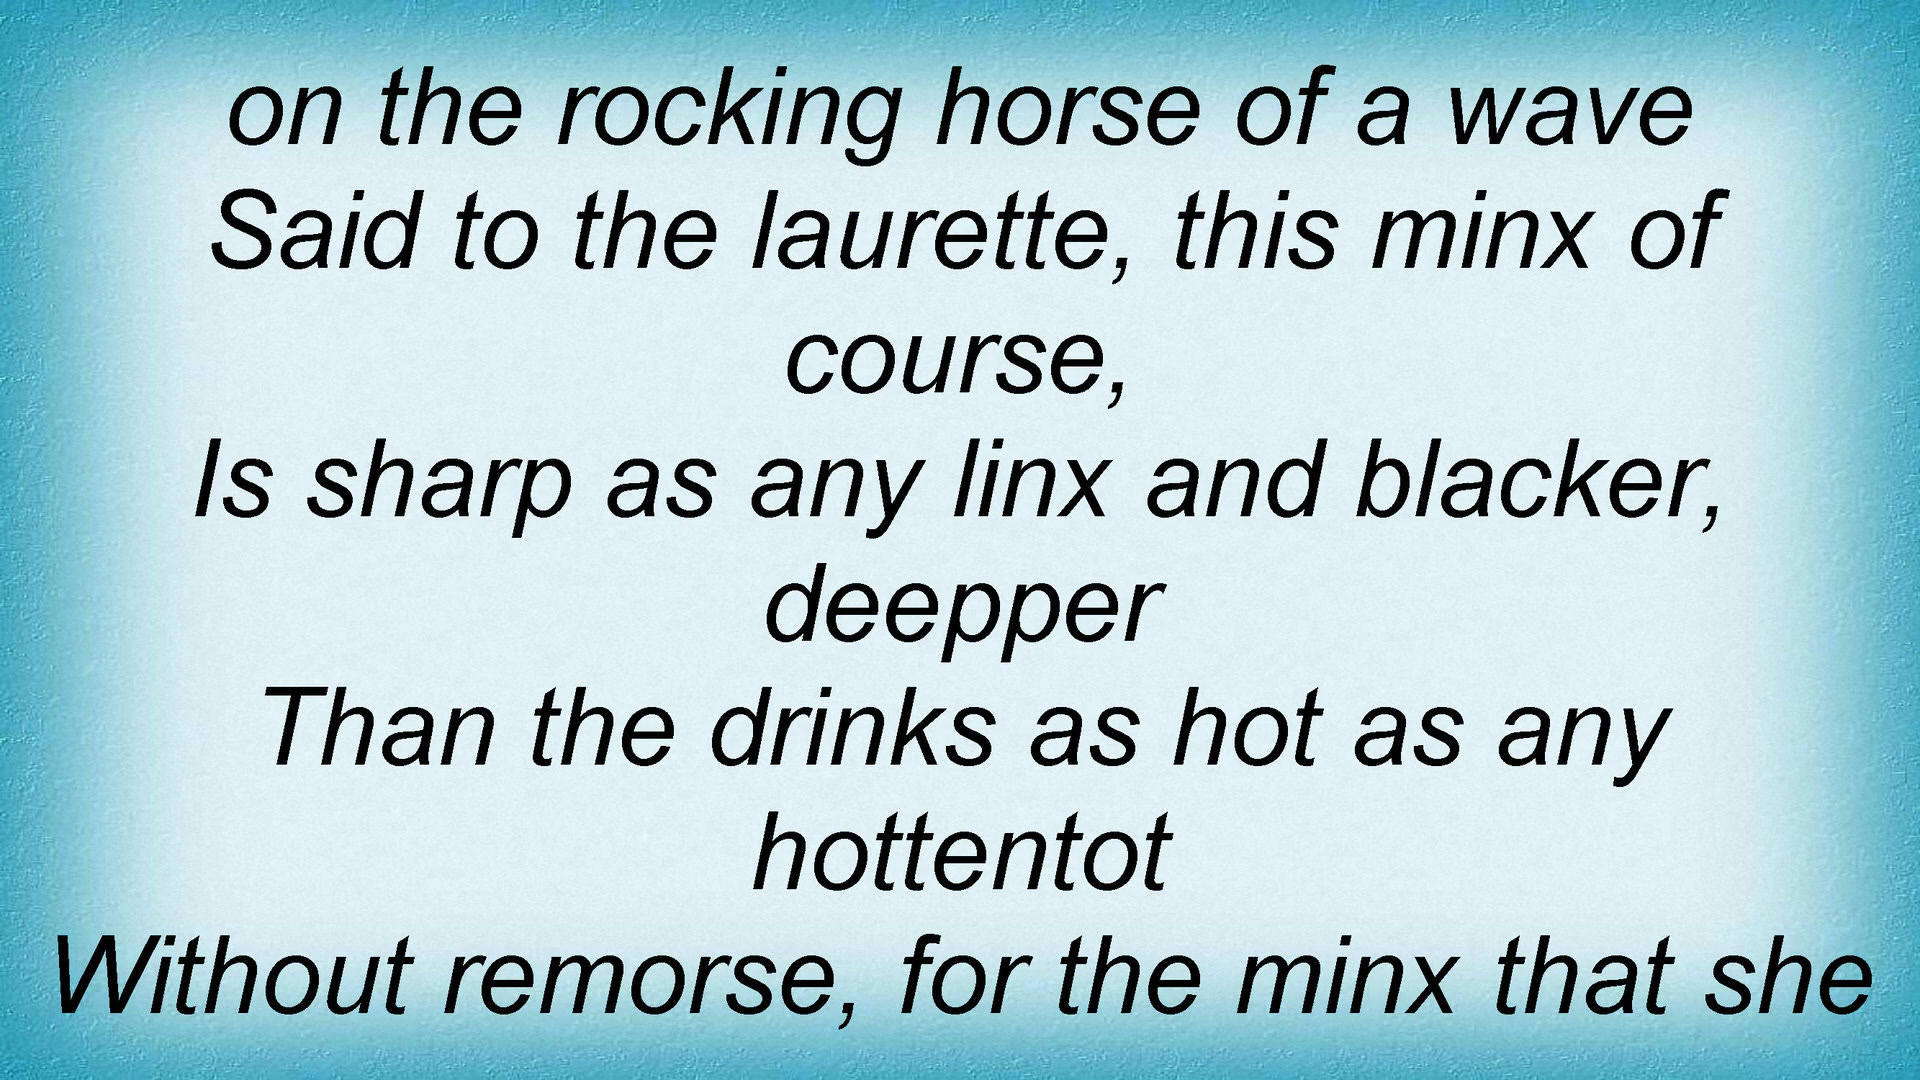 on the rocking horse of a wave
Said to the laurette, this minx of
course,
Is sharp as any linx and blacker,
deepper
Than the drinks as hot as any
hottentot
Without remorse, for the minx that she